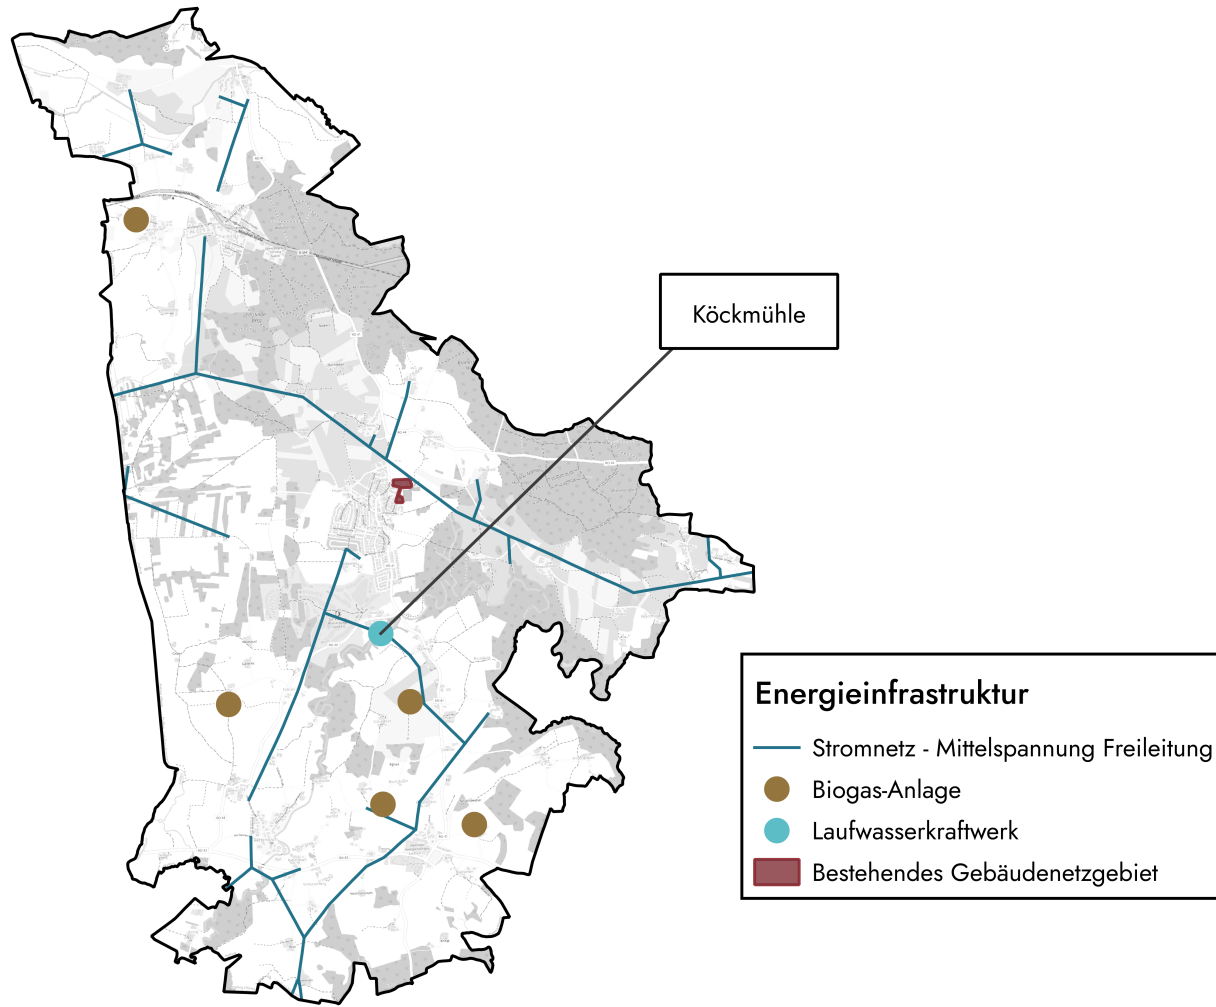 Köckmühle
Energieinfrastruktur
Stromnetz - Mittelspannung Freileitung
Biogas-Anlage
Laufwasserkraftwerk
Bestehendes Gebäudenetzgebiet